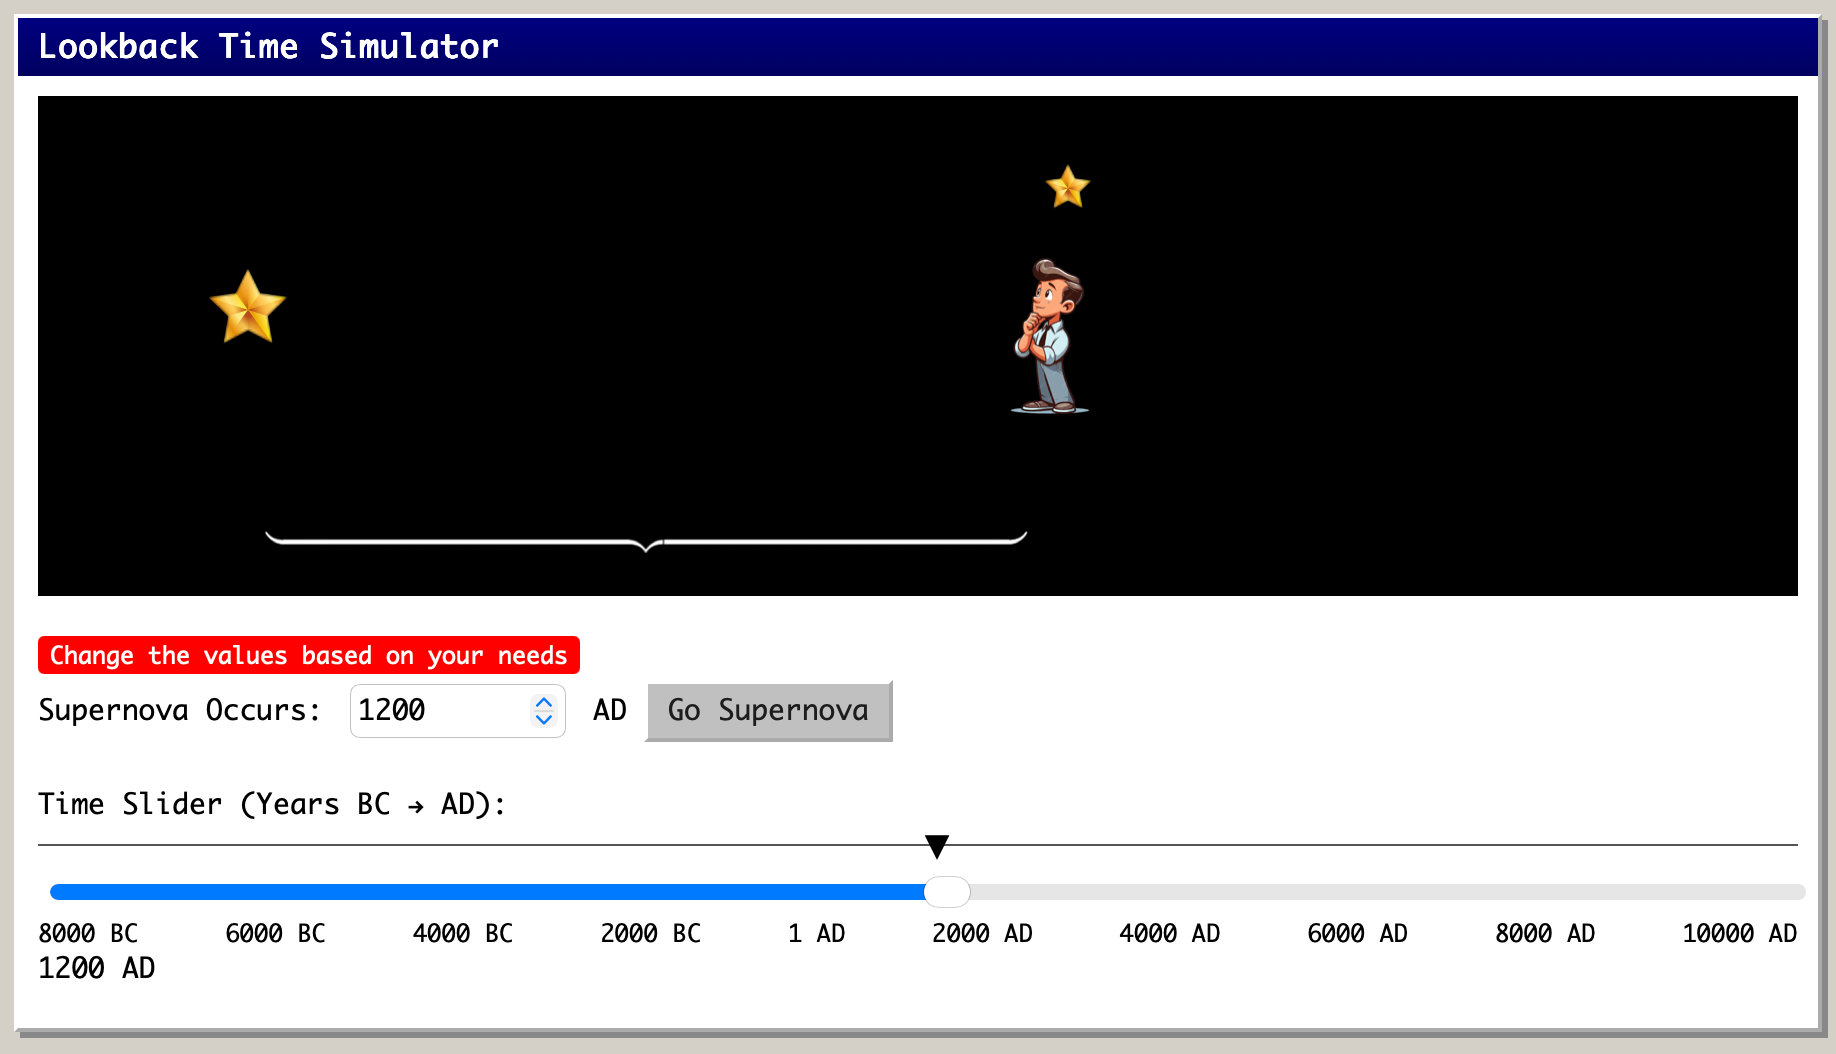 Lookback Time Simulator
Change the values based on your needs
Supernova Occurs: 1200 AD Go Supernova
Time Slider (Years BC → AD):
8000 BC 6000 BC 4000 BC 2000 BC 1 AD 2000 AD 4000 AD 6000 AD 8000 AD 10000 AD
1200 AD